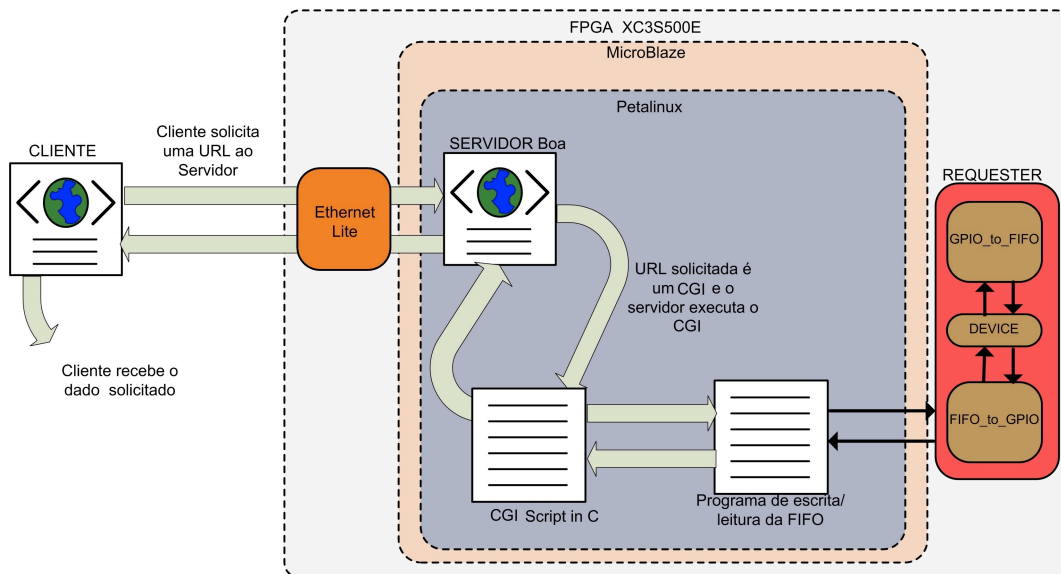 FPGA XC3S500E
MicroBlaze
Petalinux
Cliente solicita
uma URL ao
Servidor
CLIENTE
SERVIDOR Boa
Ethernet
Lite
REQUESTER
GPIO_to_FIFO
DEVICE
FIFO_to_GPIO
URL solicitada é
um CGI e o
servidor executa o
CGI
Cliente recebe o
dado solicitado
CGI Script in C
Programa de escrita/
leitura da FIFO